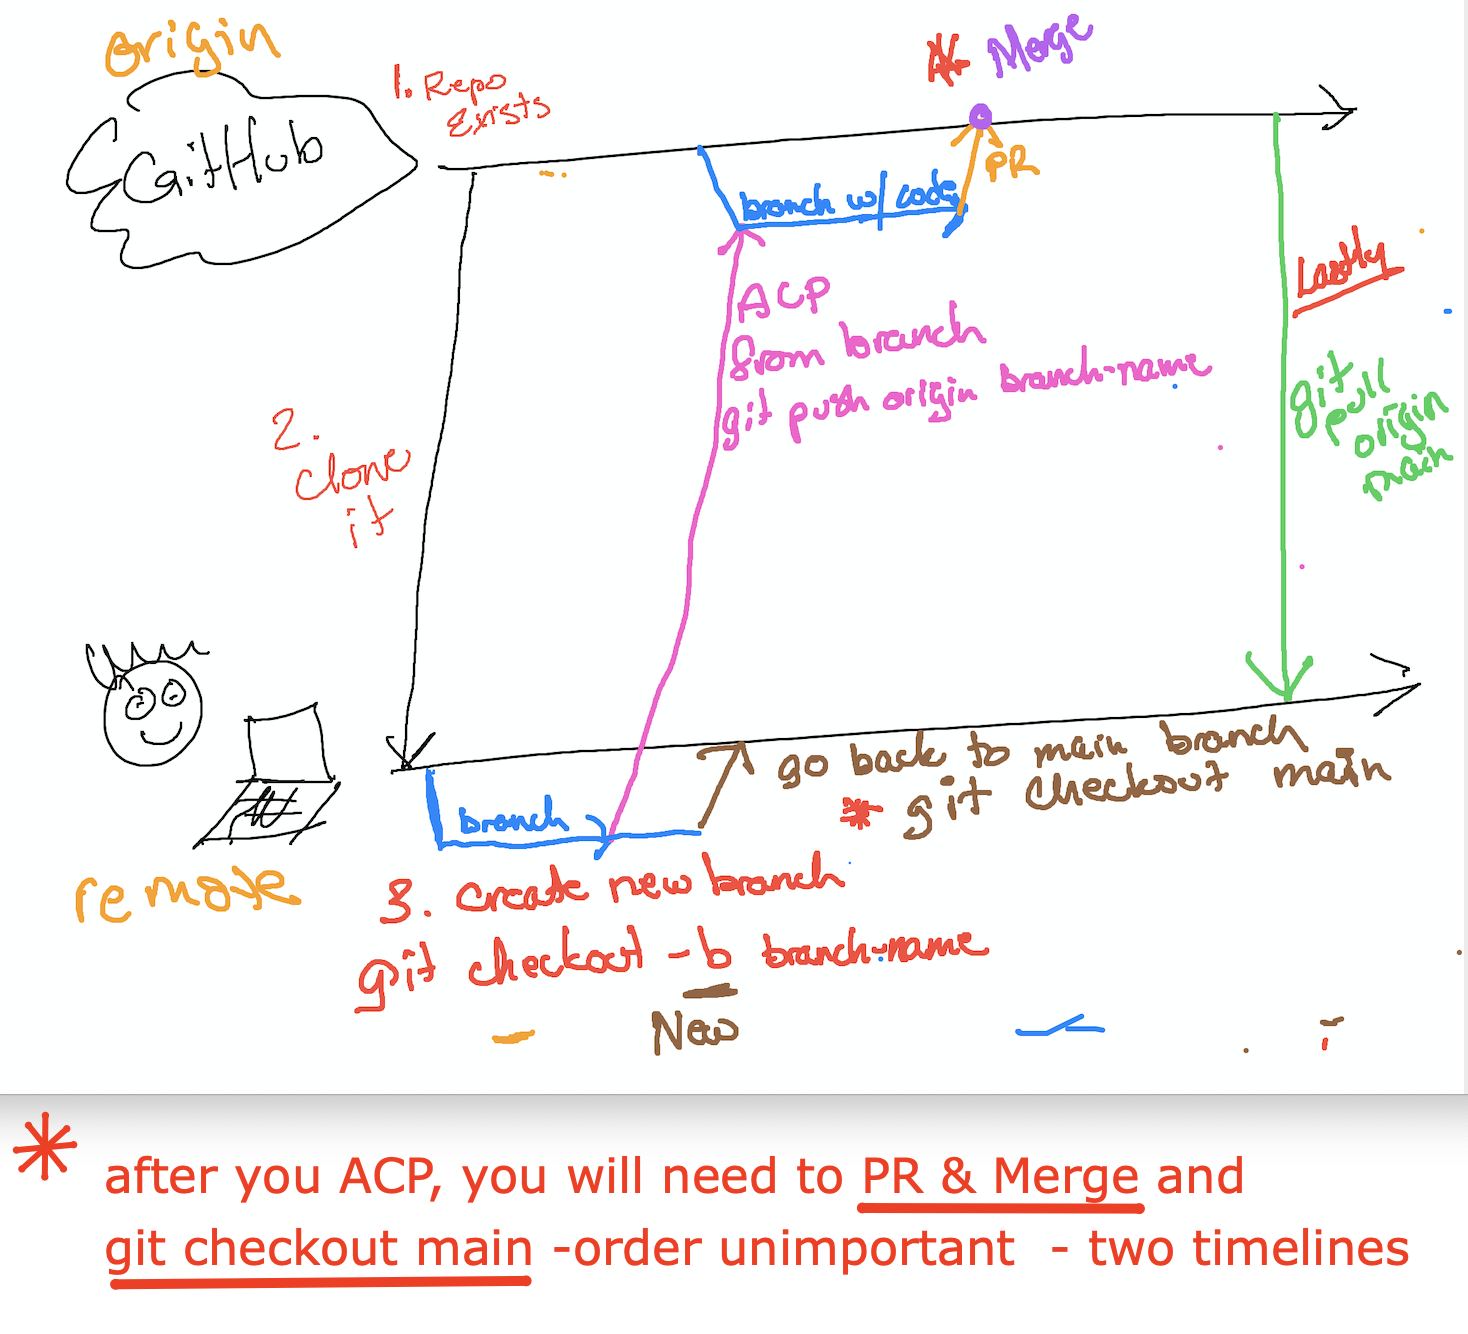 origin
GitHub
1. Repo
Exists
* Merge
PR
branch w/ code
ACP
from branch
git push origin branch-name
Lastly
git
pull
origin
main
2.
Clone
it
go back to main branch
* git checkout main
branch
remote
3. create new branch
git checkout -b branch-name
New
* after you ACP, you will need to PR & Merge and
git checkout main -order unimportant - two timelines